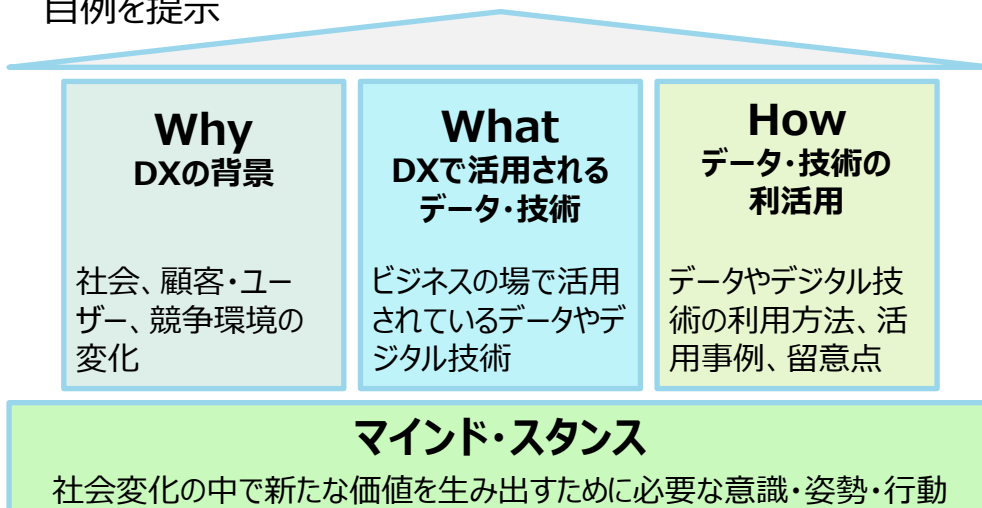 目例を提示
Why
DXの背景
社会、顧客・ユー
ザー、競争環境の
変化
What
DXで活用される
データ・技術
ビジネスの場で活用
されているデータやデ
ジタル技術
How
データ・技術の
利活用
データやデジタル技
術の利用方法、活
用事例、留意点
マインド・スタンス
社会変化の中で新たな価値を生み出すために必要な意識・姿勢・行動